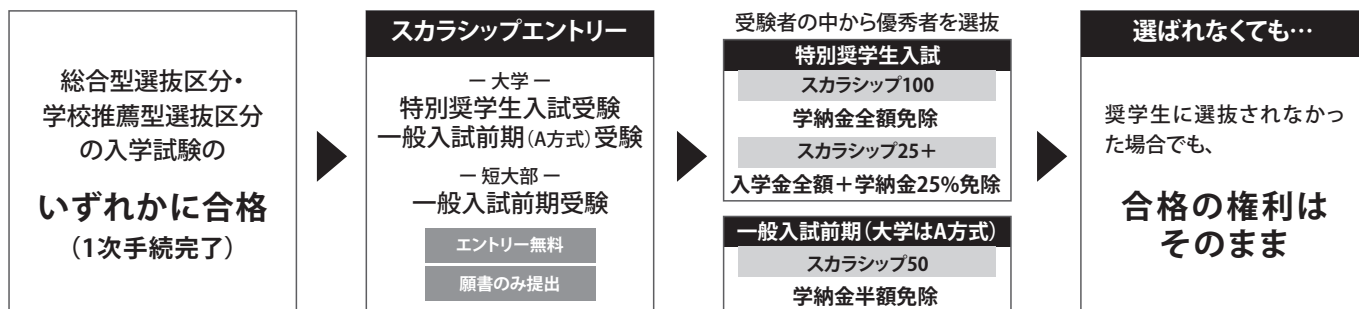 総合型選抜区分・
学校推薦型選抜区分
の入学試験の
いずれかに合格
（1次手続完了）
スカラシップエントリー
ー 大学 ー
特別奨学生入試受験
一般入試前期（A方式）受験
ー 短大部 ー
一般入試前期受験
エントリー無料
願書のみ提出
受験者の中から優秀者を選抜
特別奨学生入試
スカラシップ100
学納金全額免除
スカラシップ25＋
入学金全額＋学納金25%免除
一般入試前期（大学はA方式）
スカラシップ50
学納金半額免除
選ばれなくても…
奨学生に選抜されなかっ
た場合でも、
合格の権利は
そのまま